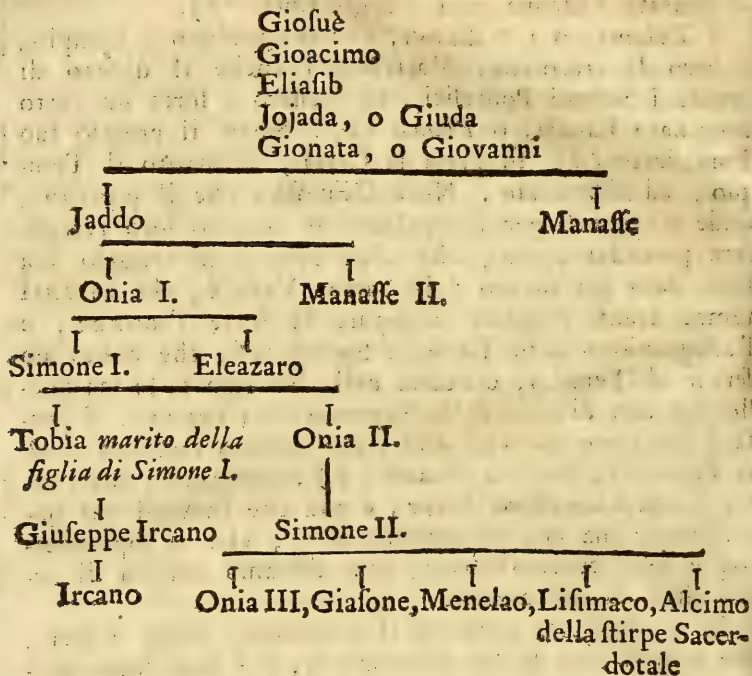 Gioſuè
Gioacimo
Eliaſib
Jojada, o Giuda
Gionata, o Giovanni
Jaddo
Manaſſe
Onia I.
Manaſſe II.
Simone I.
Eleazaro
Tobia marito della
figlia di Simone I.
Onia II.
Giuſeppe Ircano
Simone II.
Ircano
Onia III, Giaſone, Menelao, Liſimaco, Alcimo
della ſtirpe Sacer-
dotale